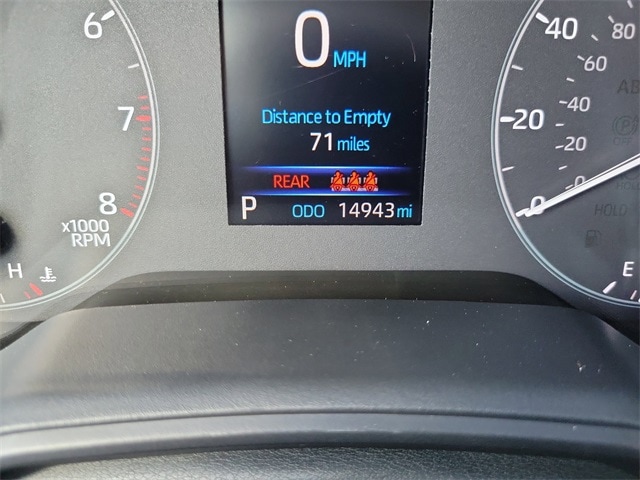 6
7
8
x1000
RPM
H
0 MPH
Distance to Empty
71 miles
REAR
P ODO 14943 mi
40
80
60
20
40
20
0
0
E
AB
HOLD